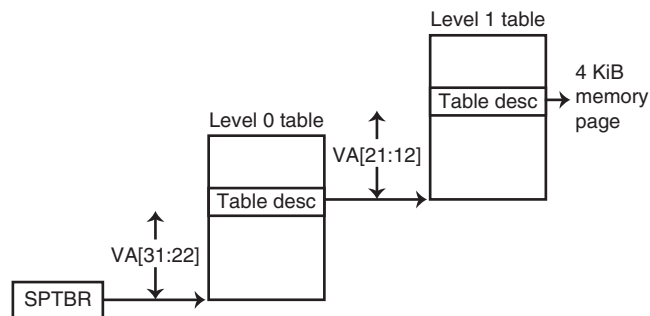 Level 1 table
Table desc
4 KiB
memory
page
Level 0 table
VA[21:12]
Table desc
VA[31:22]
SPTBR